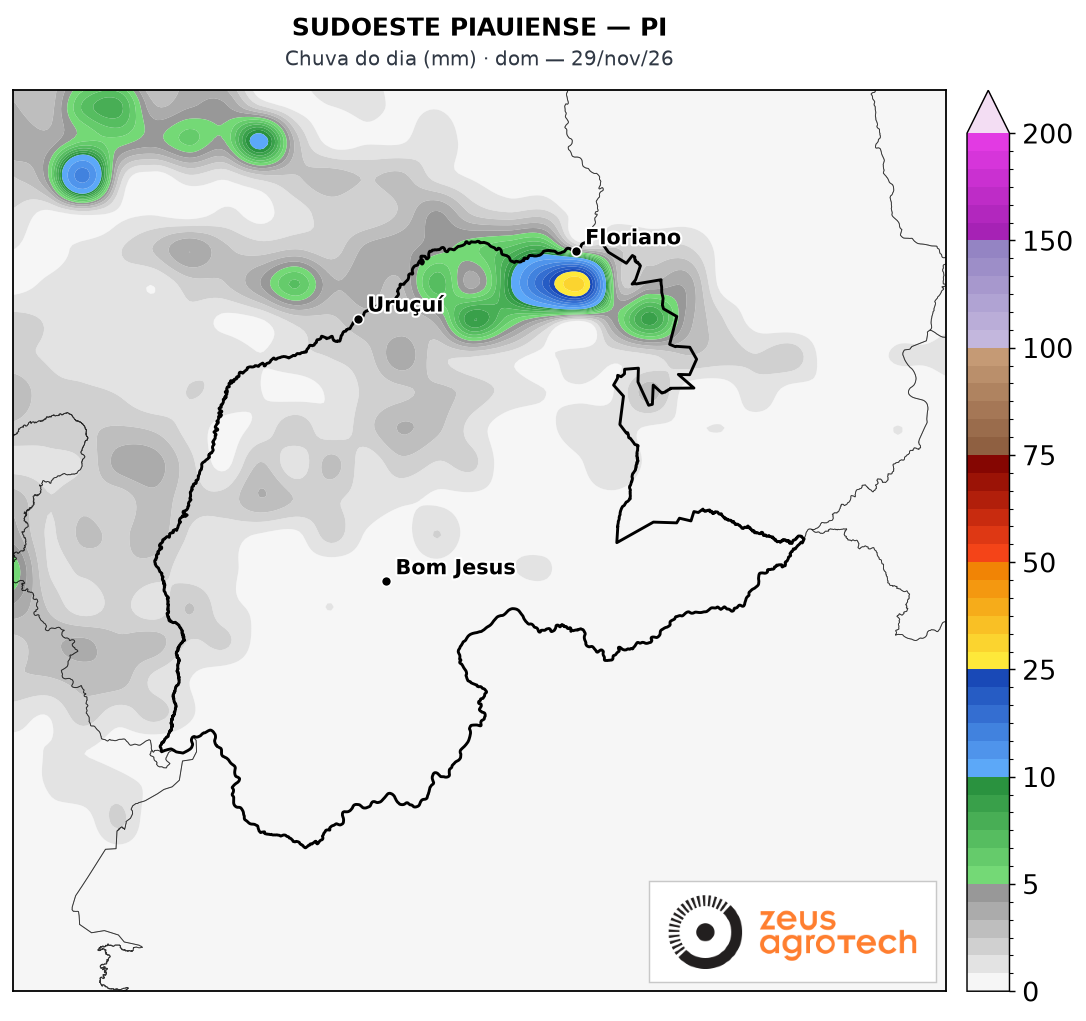 SUDOESTE PIAUIENSE — PI
Chuva do dia (mm) · dom — 29/nov/26
Floriano
Uruçuí
Bom Jesus
200
150
100
75
50
25
10
5
0
zeus
agrotech